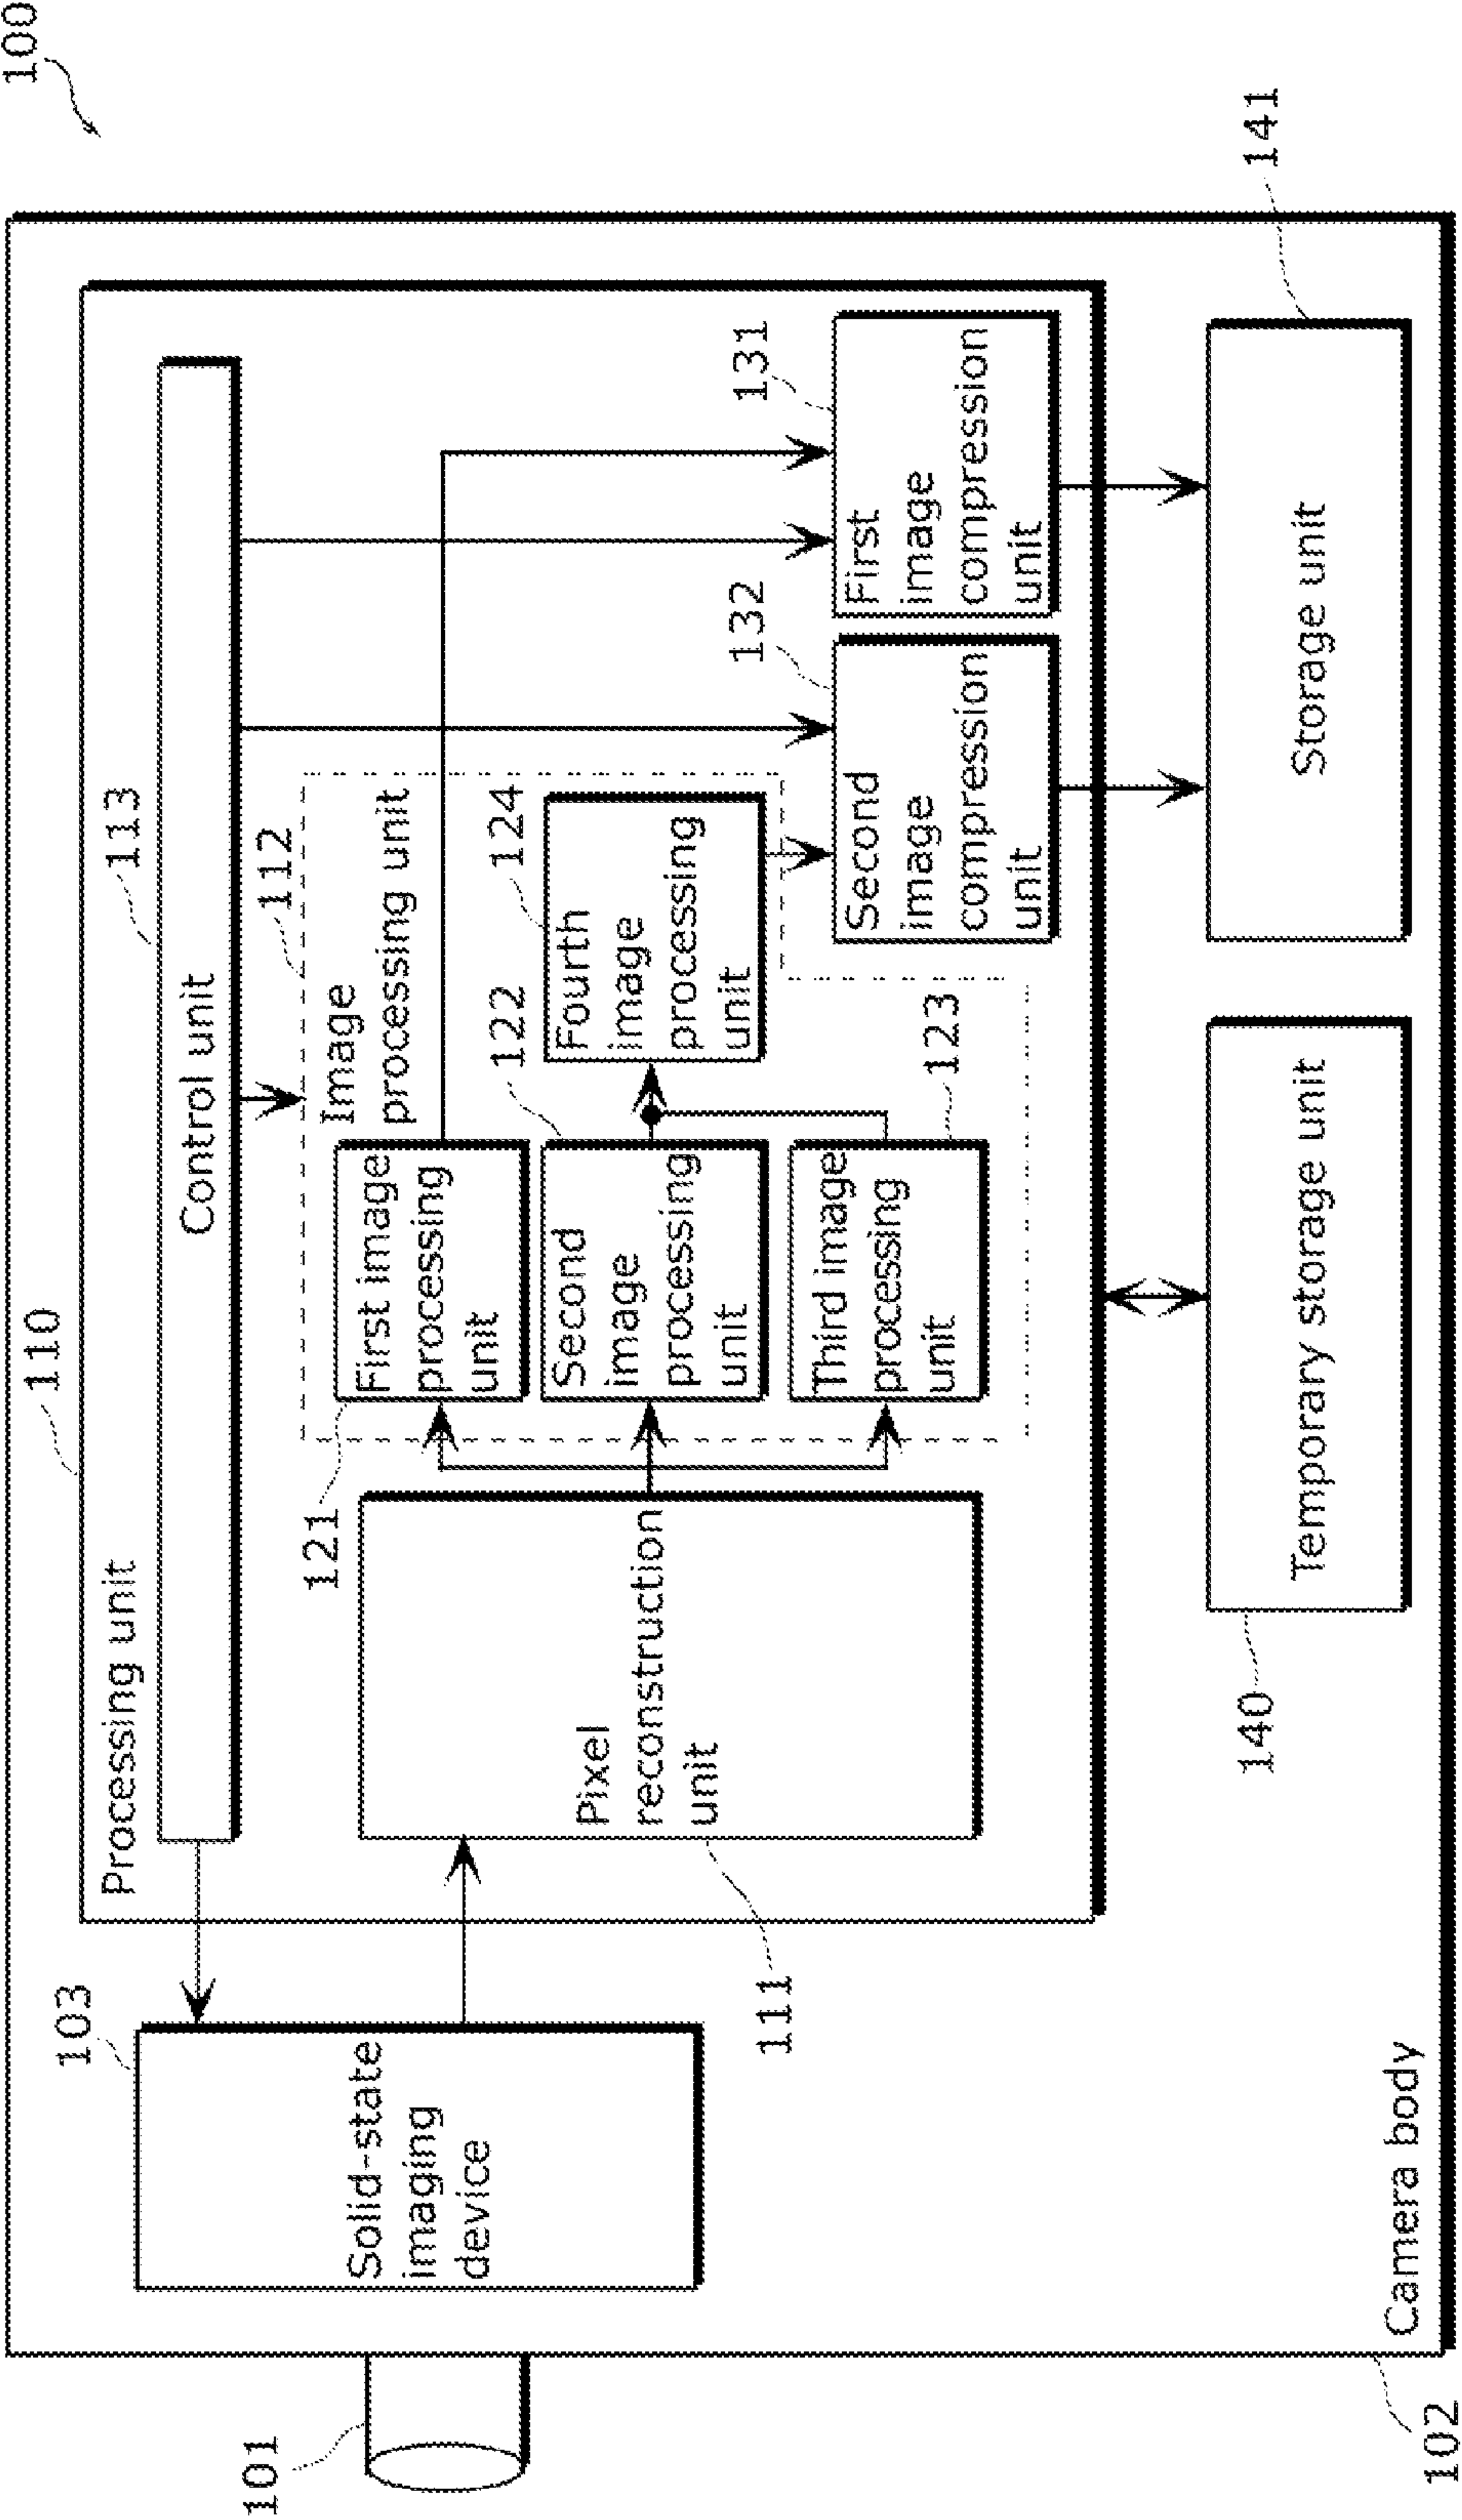 100
110
113
Processing unit
Control unit
103
112
Image
processing unit
121
First image
processing
unit
122
Second
image
processing
unit
124
Fourth
image
processing
unit
123
Third image
processing
unit
132
131
Second
image
compression
unit
First
image
compression
unit
Solid-state
imaging
device
Pixel
reconstruction
unit
111
101
140
Temporary storage unit
141
Storage unit
Camera body
102